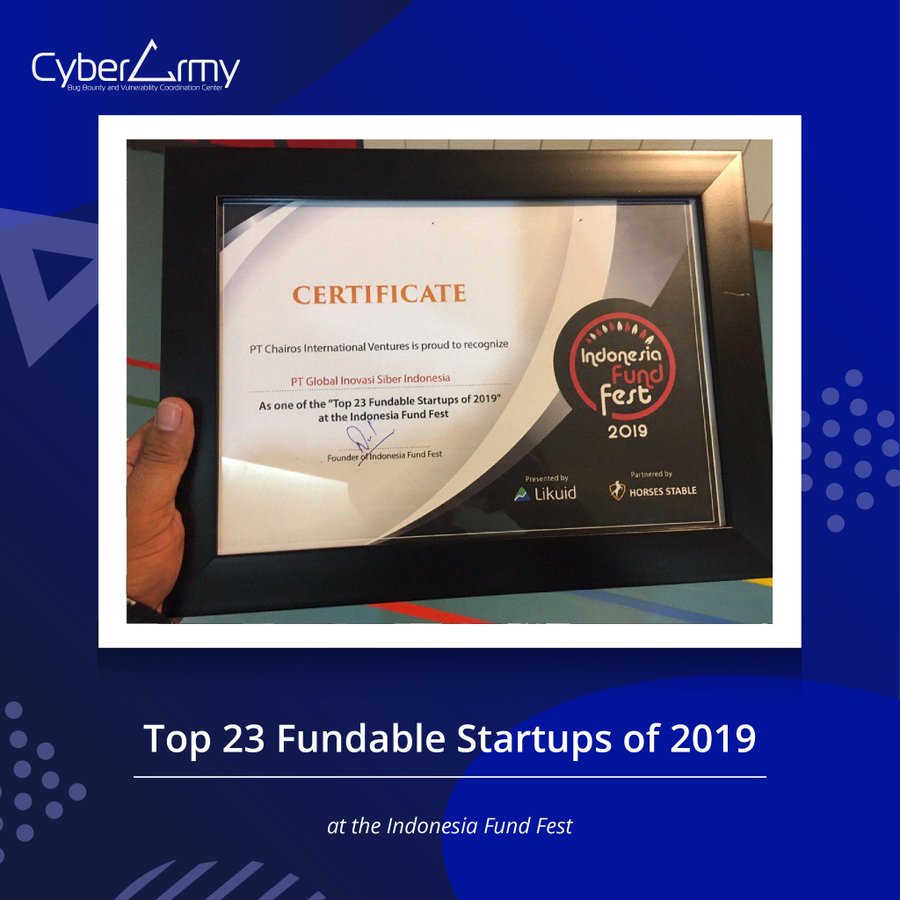 CyberArmy
Bug Bounty and Vulnerability Coordination Center
CERTIFICATE
PT Chairos International Ventures is proud to recognize
PT Global Inovasi Siber Indonesia
As one of the "Top 23 Fundable Startups of 2019"
at the Indonesia Fund Fest
Founder of Indonesia Fund Fest
Indonesia
Fund
Fest
2019
Presented by
Likuid
Partnered by
HORSES STABLE
Top 23 Fundable Startups of 2019
at the Indonesia Fund Fest